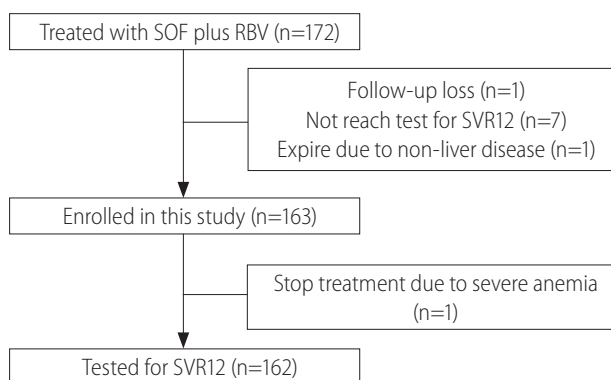 Treated with SOF plus RBV (n=172)
Follow-up loss (n=1)
Not reach test for SVR12 (n=7)
Expire due to non-liver disease (n=1)
Enrolled in this study (n=163)
Stop treatment due to severe anemia
(n=1)
Tested for SVR12 (n=162)